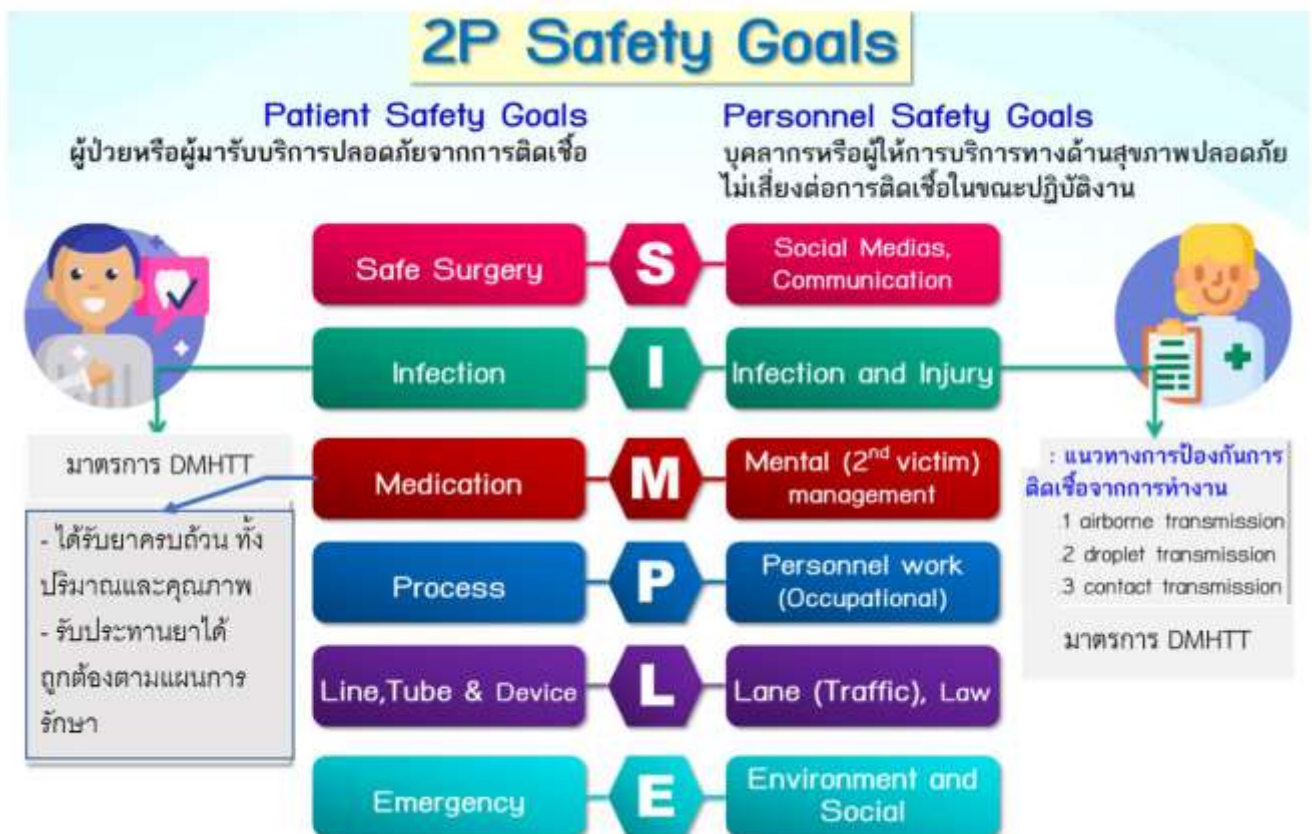 2P Safety Goals
Patient Safety Goals
ผู้ป่วยหรือผู้มารับบริการปลอดภัยจากการติดเชื้อ
Personnel Safety Goals
บุคลากรหรือผู้ให้การบริการทางด้านสุขภาพปลอดภัย
ไม่เสี่ยงต่อการติดเชื้อในขณะปฏิบัติงาน
Safe Surgery
S
Social Medias,
Communication
Infection
I
Infection and Injury
Medication
M
Mental (2nd victim)
management
Process
P
Personnel work
(Occupational)
Line,Tube & Device
L
Lane (Traffic), Law
Emergency
E
Environment and
Social
มาตรการ DMHTT
- ได้รับยาครบถ้วน ทั้ง
ปริมาณและคุณภาพ
- รับประทานยาได้
ถูกต้องตามแผนการ
รักษา
: แนวทางการป้องกันการ
ติดเชื้อจากการทำงาน
.1 airborne transmission
.2 droplet transmission
.3 contact transmission
มาตรการ DMHTT